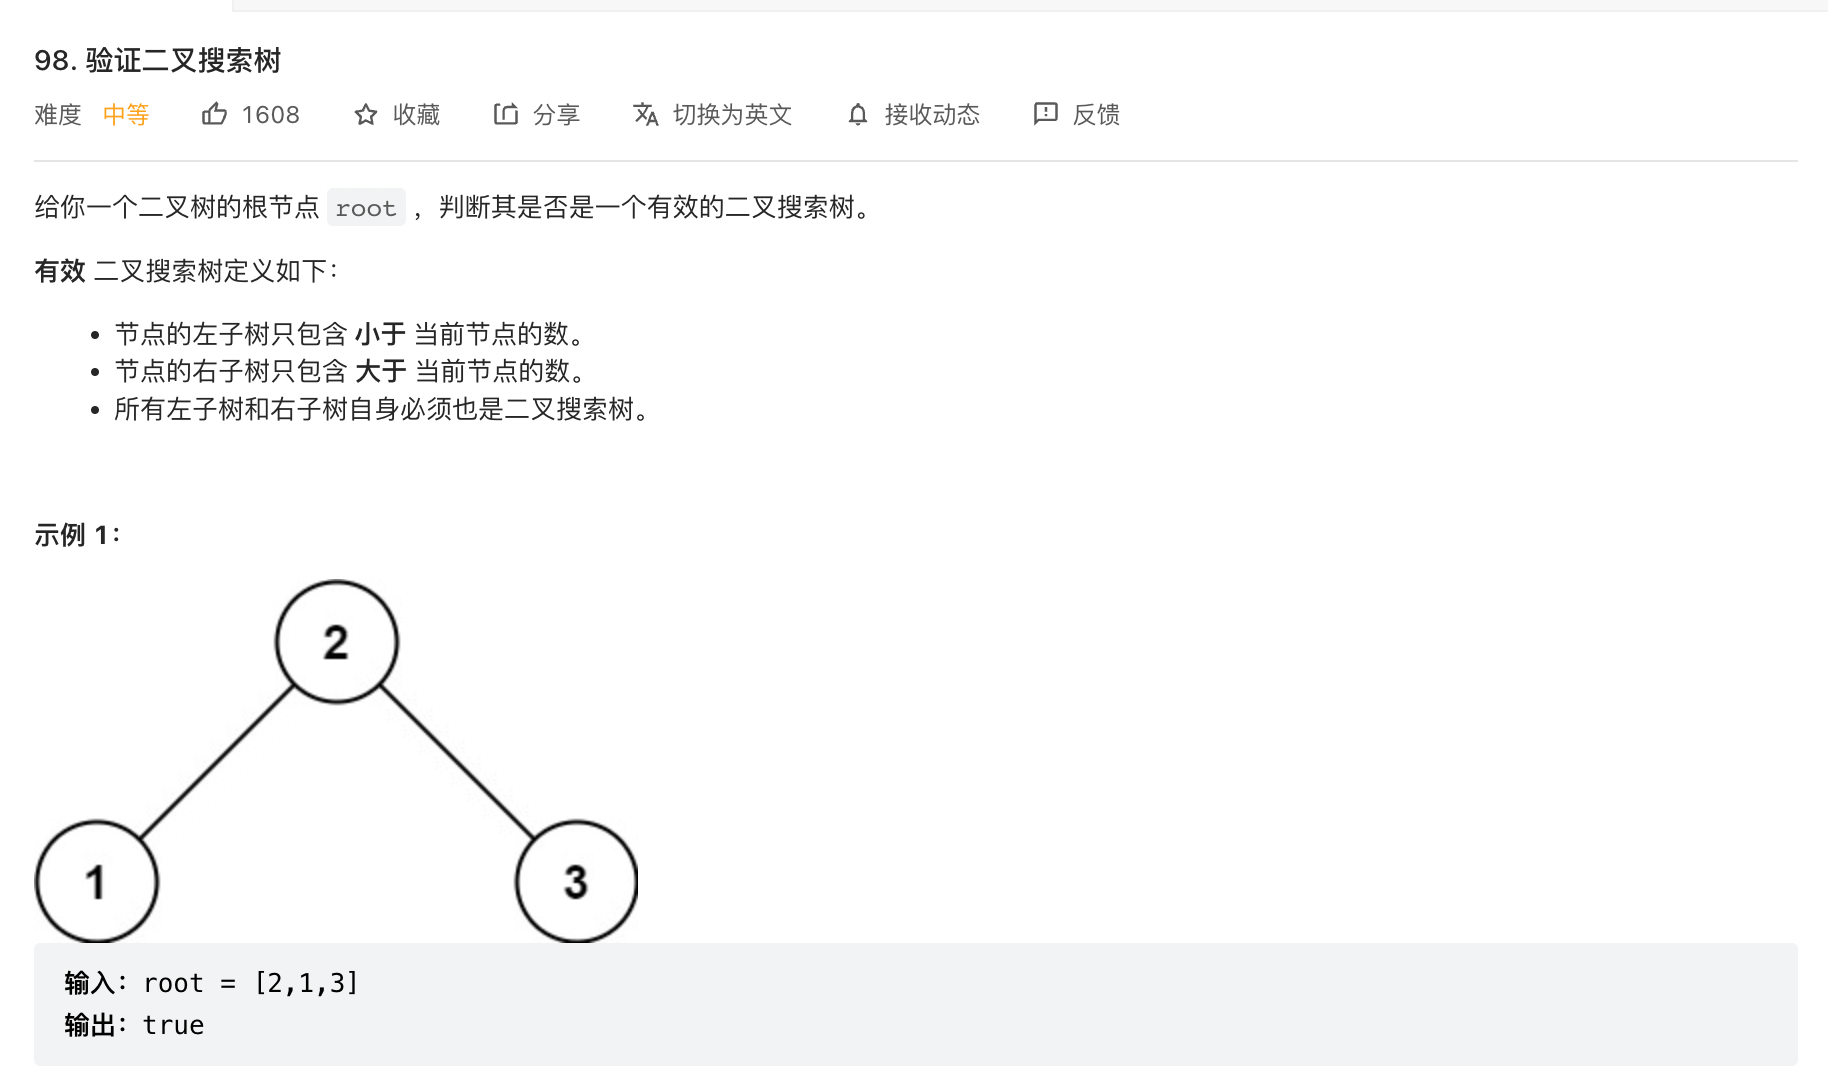 98. 验证二叉搜索树
难度 中等 1608 收藏 分享 切换为英文 接收动态 反馈
给你一个二叉树的根节点 root ，判断其是否是一个有效的二叉搜索树。
有效 二叉搜索树定义如下：
• 节点的左子树只包含 小于 当前节点的数。
• 节点的右子树只包含 大于 当前节点的数。
• 所有左子树和右子树自身必须也是二叉搜索树。
示例 1：
2
1 3
输入：root = [2,1,3]
输出：true